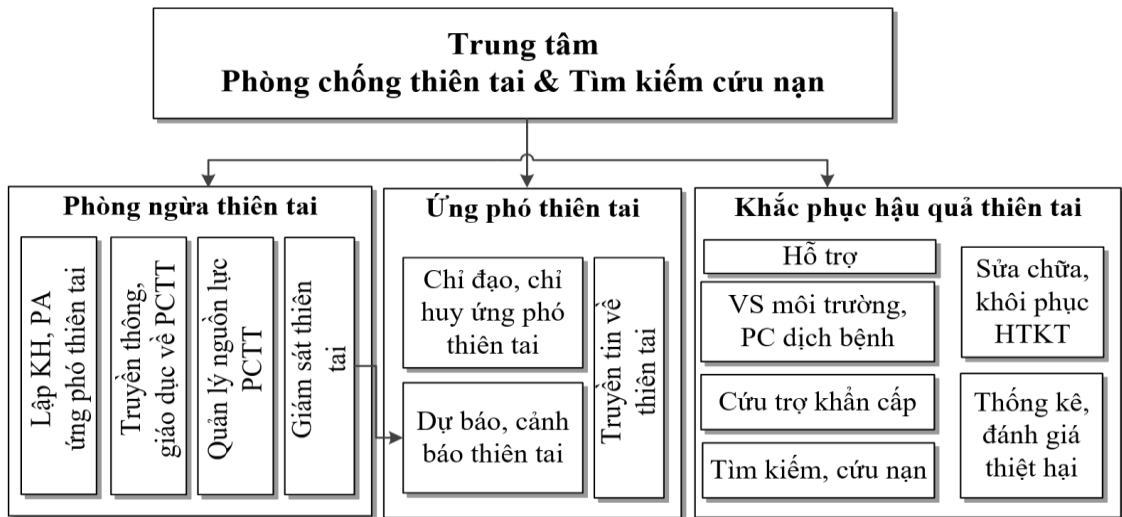 Trung tâm
Phòng chống thiên tai & Tìm kiếm cứu nạn
Phòng ngừa thiên tai
Lập KH, PA
ứng phó thiên tai
Truyền thông,
giáo dục về PCTT
Quản lý nguồn lực
PCTT
Giám sát thiên
tai
Ứng phó thiên tai
Chỉ đạo, chỉ
huy ứng phó
thiên tai
Dự báo, cảnh
báo thiên tai
Truyền tin về
thiên tai
Khắc phục hậu quả thiên tai
Hỗ trợ
VS môi trường,
PC dịch bệnh
Cứu trợ khẩn cấp
Tìm kiếm, cứu nạn
Sửa chữa,
khôi phục
HTKT
Thống kê,
đánh giá
thiệt hại